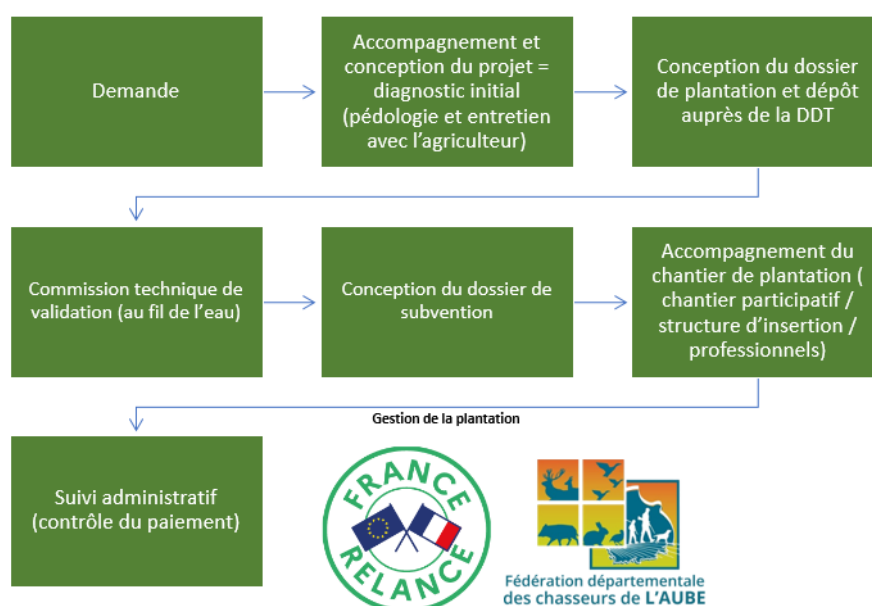 Demande
Accompagnement et
conception du projet =
diagnostic initial
(pédologie et entretien
avec l'agriculteur)
Conception du dossier
de plantation et dépôt
auprès de la DDT
Commission technique de
validation (au fil de l'eau)
Conception du dossier de
subvention
Accompagnement du
chantier de plantation (
chantier participatif /
structure d'insertion /
professionnels)
Gestion de la plantation
Suivi administratif
(contrôle du paiement)
FRANCE
RELANCE
Fédération départementale
des chasseurs de L'AUBE